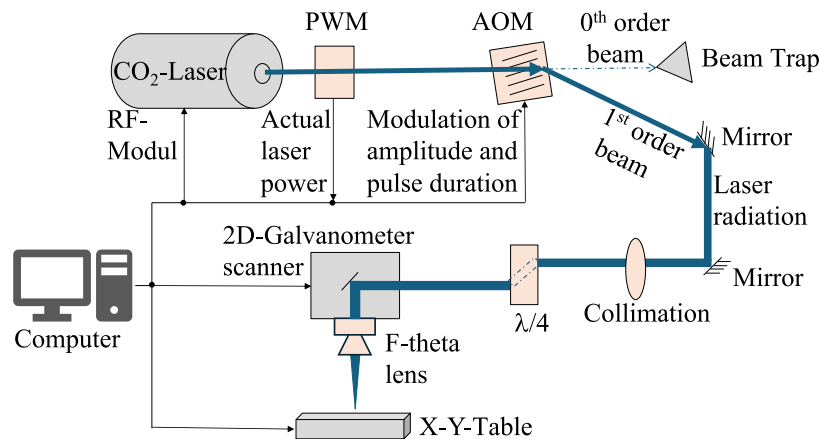 PWM
AOM
0th order
beam
Beam Trap
CO2-Laser
RF-
Modul
Actual
laser
power
Modulation of
amplitude and
pulse duration
1st order
beam
Mirror
Laser
radiation
2D-Galvanometer
scanner
Mirror
Collimation
λ/4
Computer
F-theta
lens
X-Y-Table